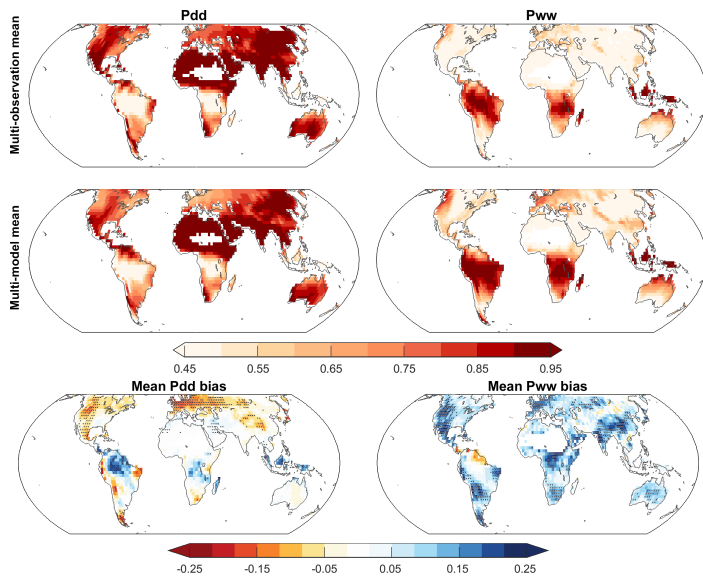 Pdd Pww
Multi-observation mean
Multi-model mean
0.45 0.55 0.65 0.75 0.85 0.95
Mean Pdd bias Mean Pww bias
-0.25 -0.15 -0.05 0.05 0.15 0.25